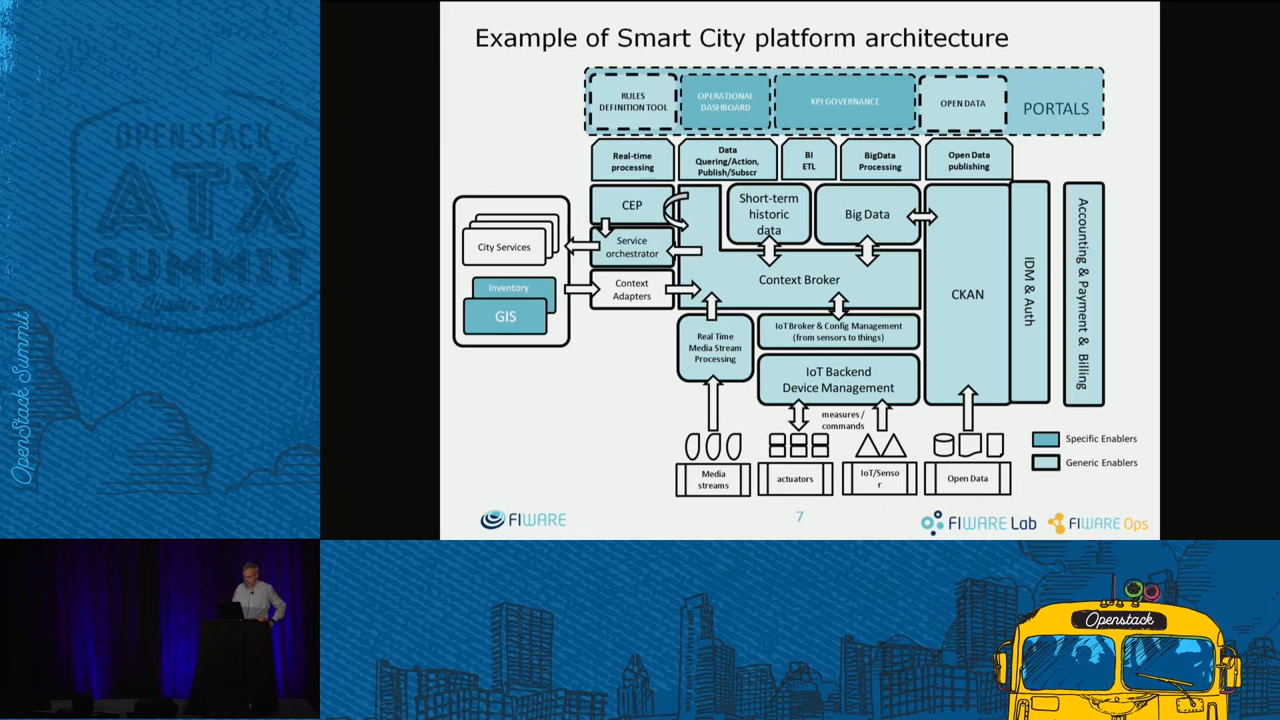 Example of Smart City platform architecture
RULES
DEFINITION TOOL
OPERATIONAL
DASHBOARD
KPI GOVERNANCE
OPEN DATA
PORTALS
Real-time
processing
Data
Quering/Action,
Publish/Subscr
BI
ETL
BigData
Processing
Open Data
publishing
CEP
Short-term
historic
data
Big Data
City Services
Service
orchestrator
Inventory
GIS
Context
Adapters
Context Broker
CKAN
IDM & Auth
Accounting & Payment & Billing
Real Time
Media Stream
Processing
IoT Broker & Config Management
(from sensors to things)
IoT Backend
Device Management
measures /
commands
Media
streams
actuators
IoT/Senso
r
Open Data
Specific Enablers
Generic Enablers
FIWARE
7
FIWARE Lab
FIWARE Ops
OPENSTACK
ATX
SUMMIT
OpenStack Summit
Openstack